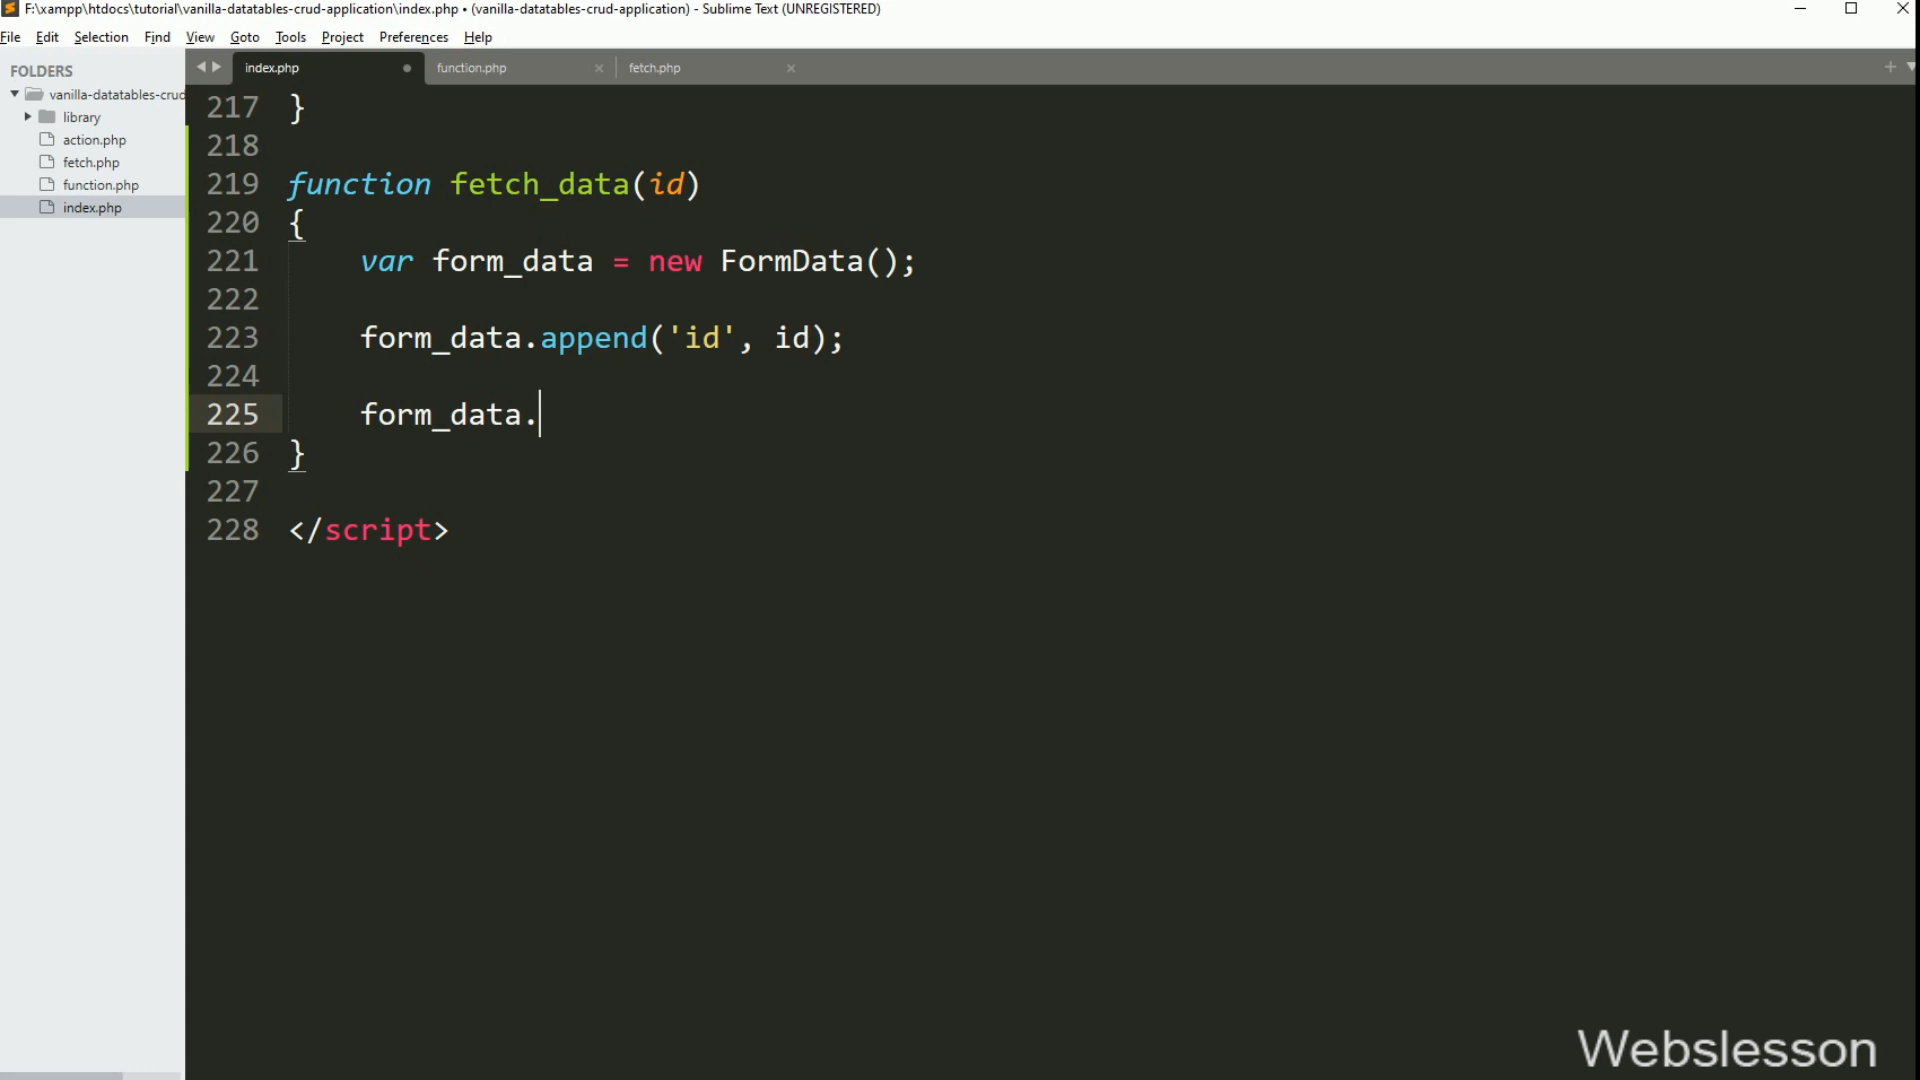 F:\xampp\htdocs\tutorial\vanilla-datatables-crud-application\index.php • (vanilla-datatables-crud-application) - Sublime Text (UNREGISTERED)
File Edit Selection Find View Goto Tools Project Preferences Help
FOLDERS
vanilla-datatables-crud
library
action.php
fetch.php
function.php
index.php
index.php function.php fetch.php
217 }
218
219 function fetch_data(id)
220 {
221 var form_data = new FormData();
222
223 form_data.append('id', id);
224
225 form_data.
226 }
227
228 </script>
Webslesson